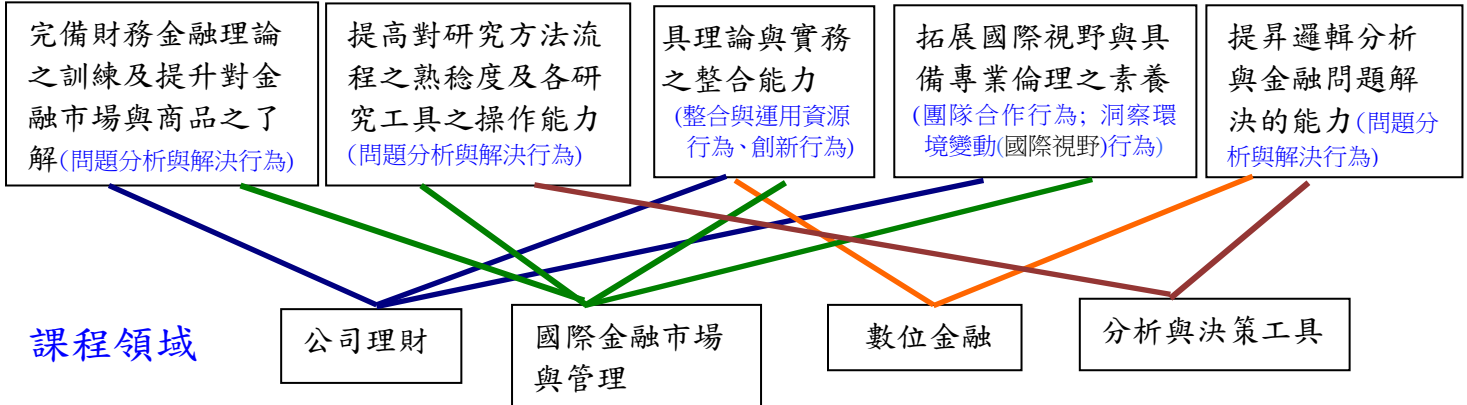 完備財務金融理論
之訓練及提升對金
融市場與商品之了
解(問題分析與解決行為)
提高對研究方法流
程之熟稔度及各研
究工具之操作能力
(問題分析與解決行為)
具理論與實務
之整合能力
(整合與運用資源
行為、創新行為)
拓展國際視野與具
備專業倫理之素養
(團隊合作行為; 洞察環
境變動(國際視野)行為)
提昇邏輯分析
與金融問題解
決的能力(問題分
析與解決行為)
課程領域
公司理財
國際金融市場
與管理
數位金融
分析與決策工具